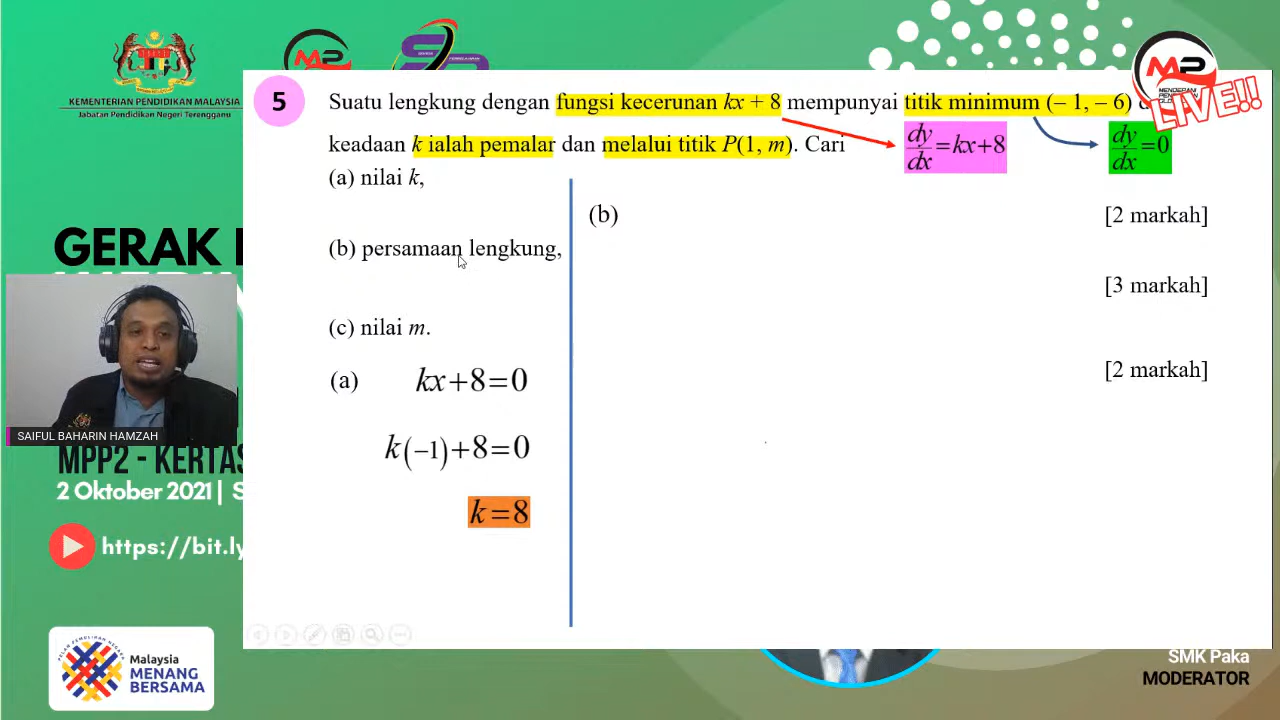 KEMENTERIAN PENDIDIKAN MALAYSIA
Jabatan Pendidikan Negeri Terengganu
MP
MP
LIVE!!
5
Suatu lengkung dengan fungsi kecerunan kx + 8 mempunyai titik minimum (– 1, – 6)
keadaan k ialah pemalar dan melalui titik P(1, m). Cari
dy/dx = kx+8
dy/dx = 0
(a) nilai k,
(b)
[2 markah]
(b) persamaan lengkung,
[3 markah]
(c) nilai m.
[2 markah]
(a) kx+8=0
k(–1)+8=0
k=8
GERAK
SAIFUL BAHARIN HAMZAH
MPP2 - KERTAS
2 Oktober 2021| S
https://bit.ly
Malaysia
MENANG
BERSAMA
SMK Paka
MODERATOR